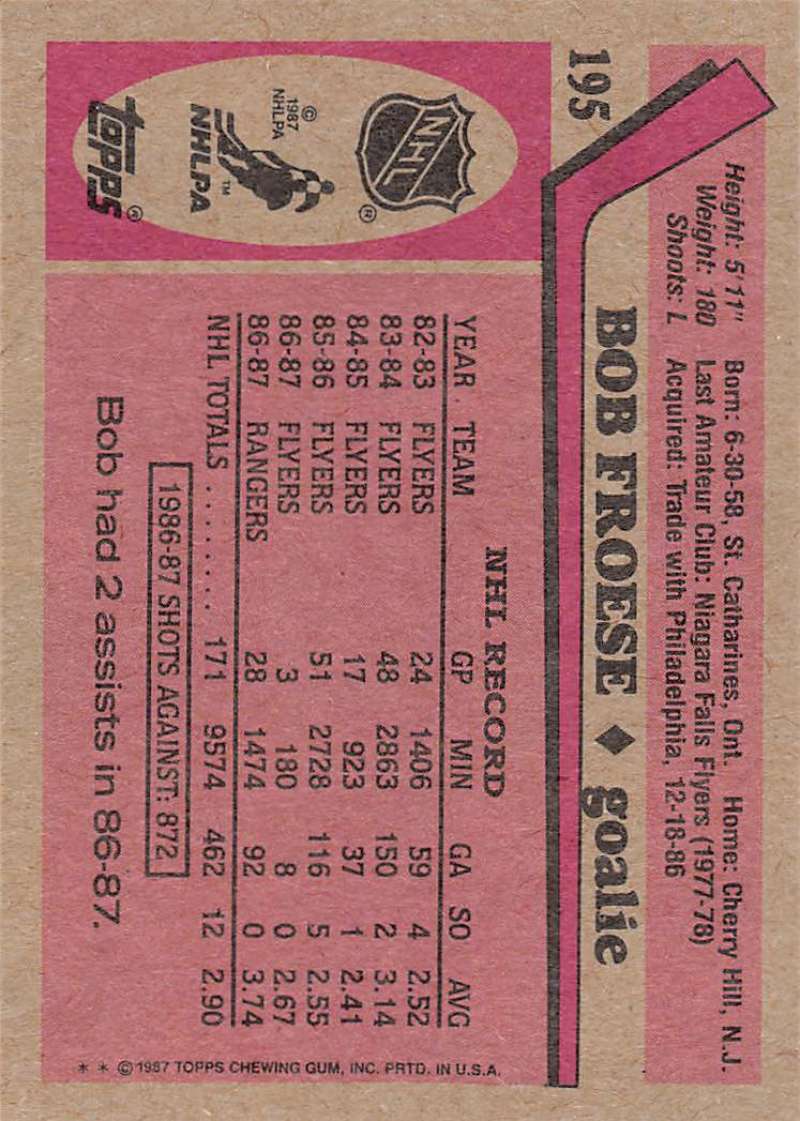 195
Height: 5'11" Born: 6-30-58, St. Catharines, Ont. Home: Cherry Hill, N.J.
Weight: 180 Last Amateur Club: Niagara Falls Flyers (1977-78)
Shoots: L Acquired: Trade with Philadelphia, 12-18-86
BOB FROESE ♦ goalie
NHL
®
© 1987 NHLPA
™
NHLPA
TOPPS®
NHL RECORD
YEAR TEAM GP MIN GA SO AVG
82-83 FLYERS 24 1406 59 4 2.52
83-84 FLYERS 48 2863 150 2 3.14
84-85 FLYERS 17 923 37 1 2.41
85-86 FLYERS 51 2728 116 5 2.55
86-87 FLYERS 3 180 8 0 2.67
86-87 RANGERS 28 1474 92 0 3.74
NHL TOTALS . . . . . . . . . 171 9574 462 12 2.90
1986-87 SHOTS AGAINST: 872
Bob had 2 assists in 86-87.
* * © 1987 TOPPS CHEWING GUM, INC. PRTD. IN U.S.A.